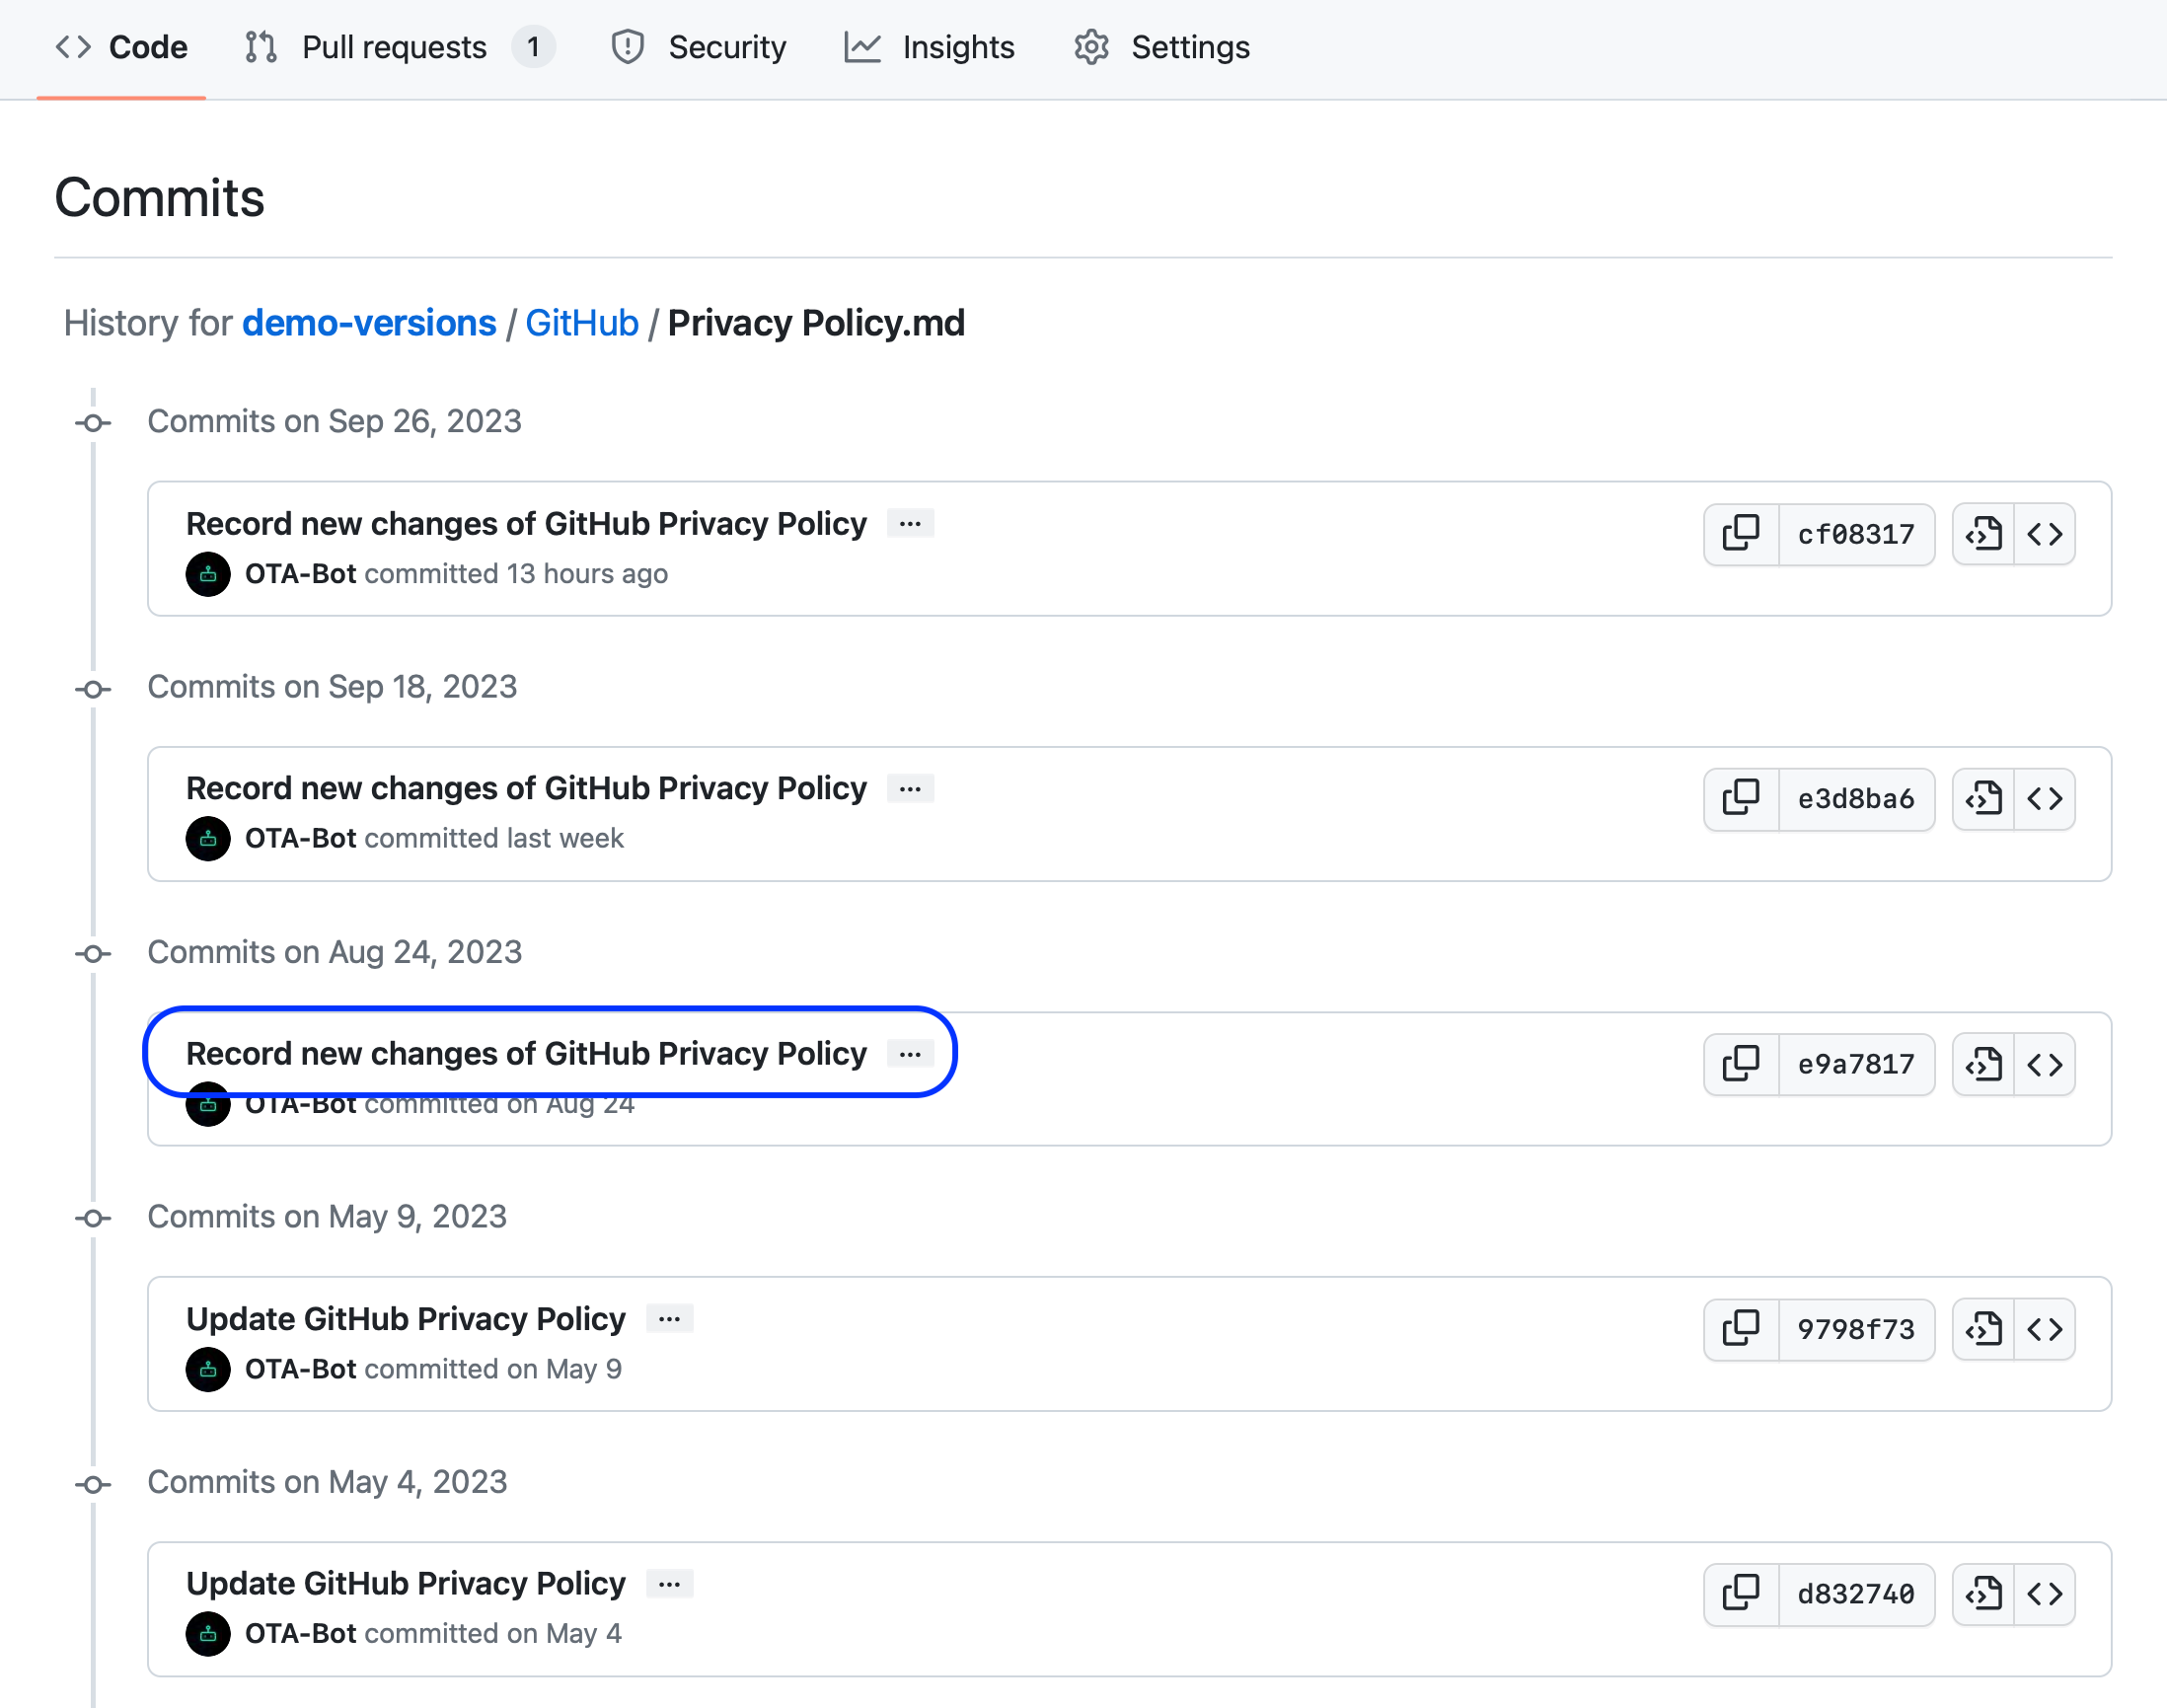 Code Pull requests 1 Security Insights Settings
Commits
History for demo-versions / GitHub / Privacy Policy.md
Commits on Sep 26, 2023
Record new changes of GitHub Privacy Policy ... cf08317
OTA-Bot committed 13 hours ago
Commits on Sep 18, 2023
Record new changes of GitHub Privacy Policy ... e3d8ba6
OTA-Bot committed last week
Commits on Aug 24, 2023
Record new changes of GitHub Privacy Policy ... e9a7817
OTA-Bot committed on Aug 24
Commits on May 9, 2023
Update GitHub Privacy Policy ... 9798f73
OTA-Bot committed on May 9
Commits on May 4, 2023
Update GitHub Privacy Policy ... d832740
OTA-Bot committed on May 4